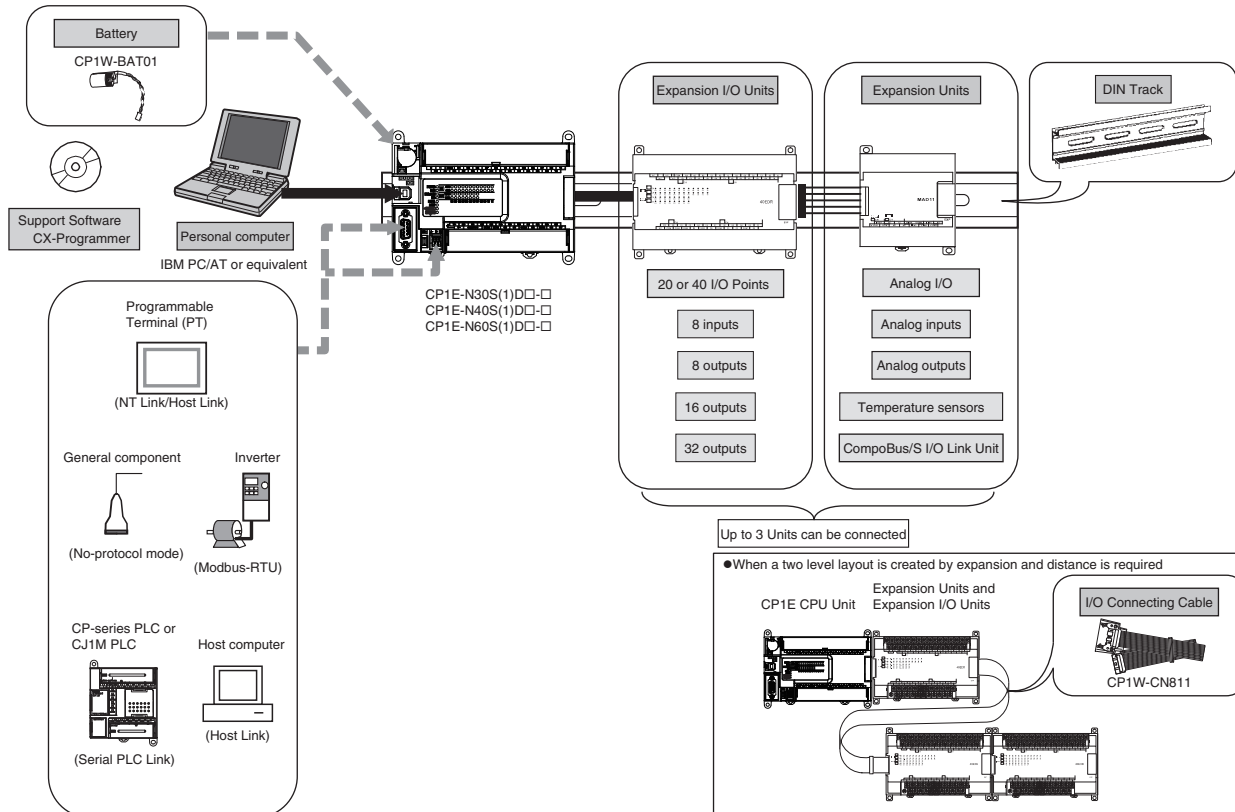 Battery
CP1W-BAT01
Support Software
CX-Programmer
Personal computer
IBM PC/AT or equivalent
CP1E-N30S(1)D□-□
CP1E-N40S(1)D□-□
CP1E-N60S(1)D□-□
Expansion I/O Units
40EDR
20 or 40 I/O Points
8 inputs
8 outputs
16 outputs
32 outputs
Expansion Units
MAD11
Analog I/O
Analog inputs
Analog outputs
Temperature sensors
CompoBus/S I/O Link Unit
DIN Track
Up to 3 Units can be connected
Programmable
Terminal (PT)
(NT Link/Host Link)
General component
(No-protocol mode)
Inverter
(Modbus-RTU)
CP-series PLC or
CJ1M PLC
(Serial PLC Link)
Host computer
(Host Link)
●When a two level layout is created by expansion and distance is required
CP1E CPU Unit
Expansion Units and
Expansion I/O Units
I/O Connecting Cable
CP1W-CN811